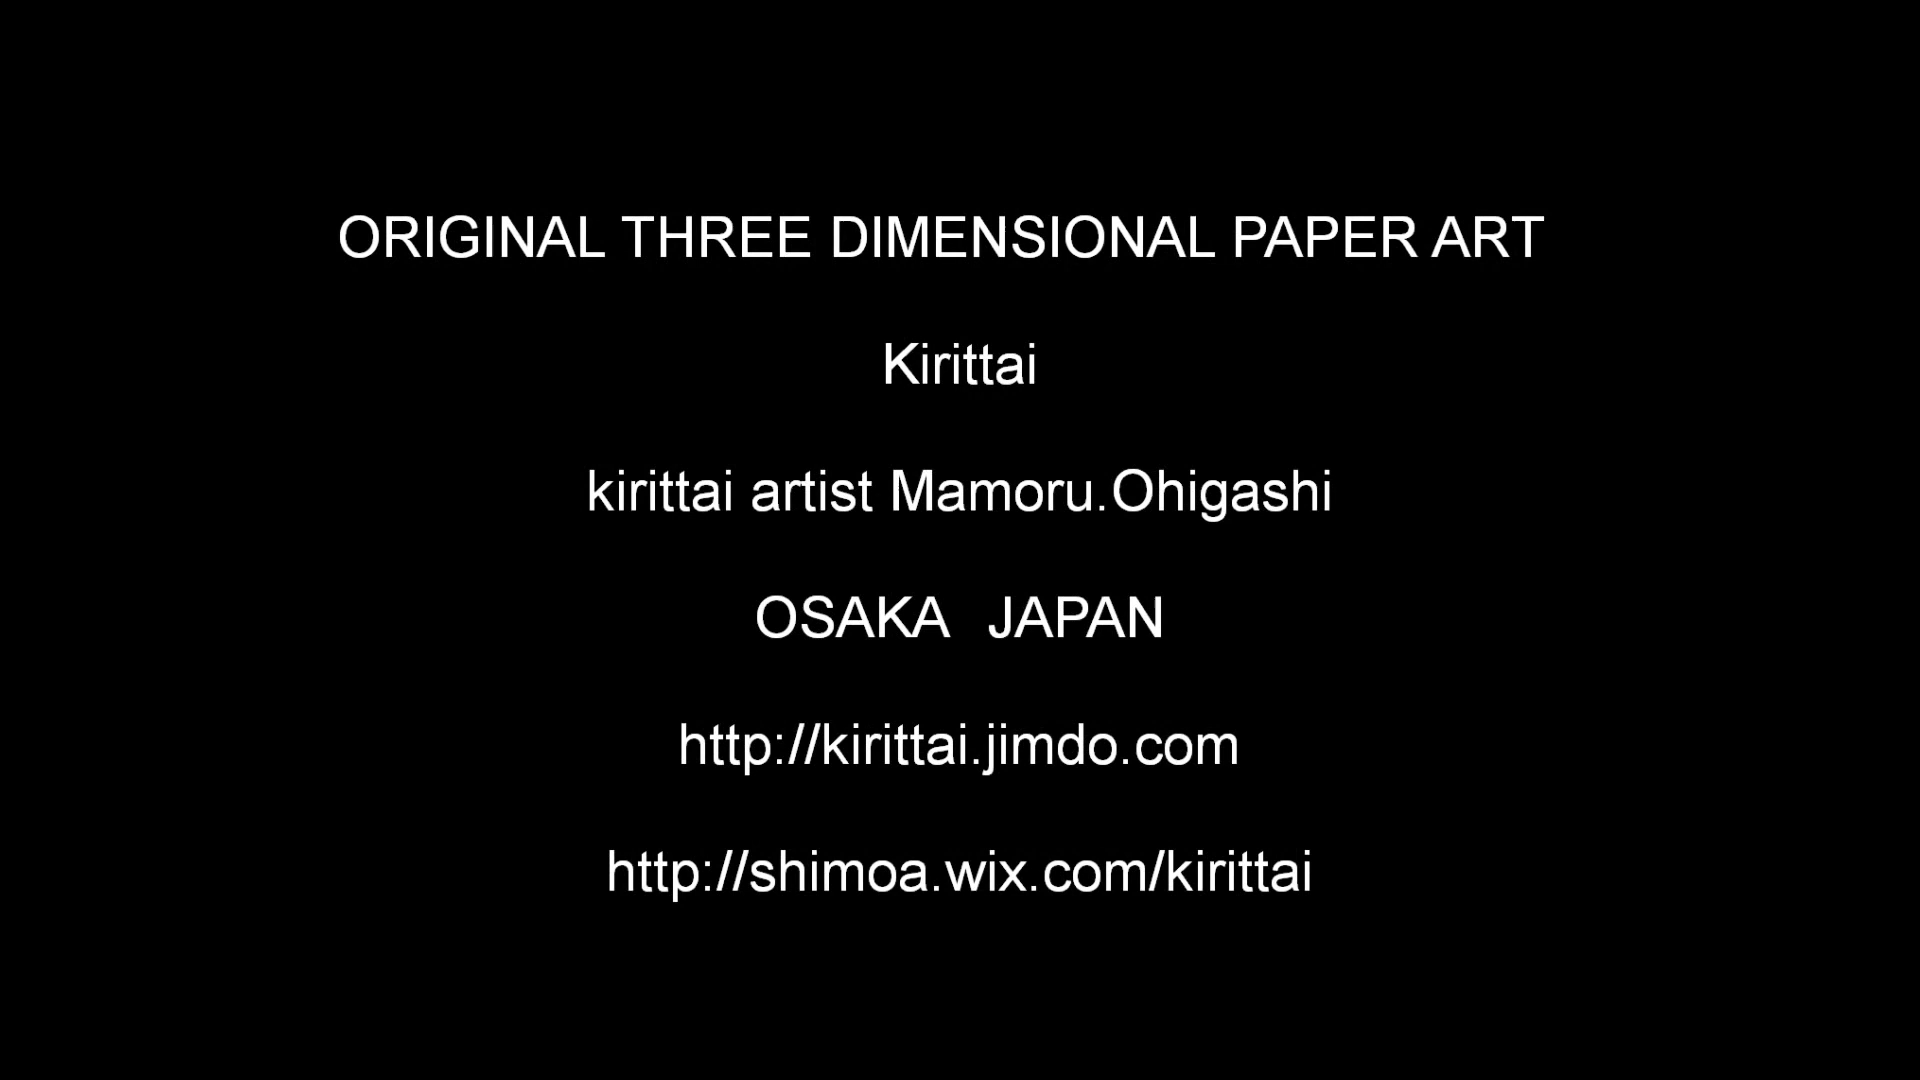 ORIGINAL THREE DIMENSIONAL PAPER ART
Kirittai
kirittai artist Mamoru.Ohigashi
OSAKA  JAPAN
http://kirittai.jimdo.com
http://shimoa.wix.com/kirittai